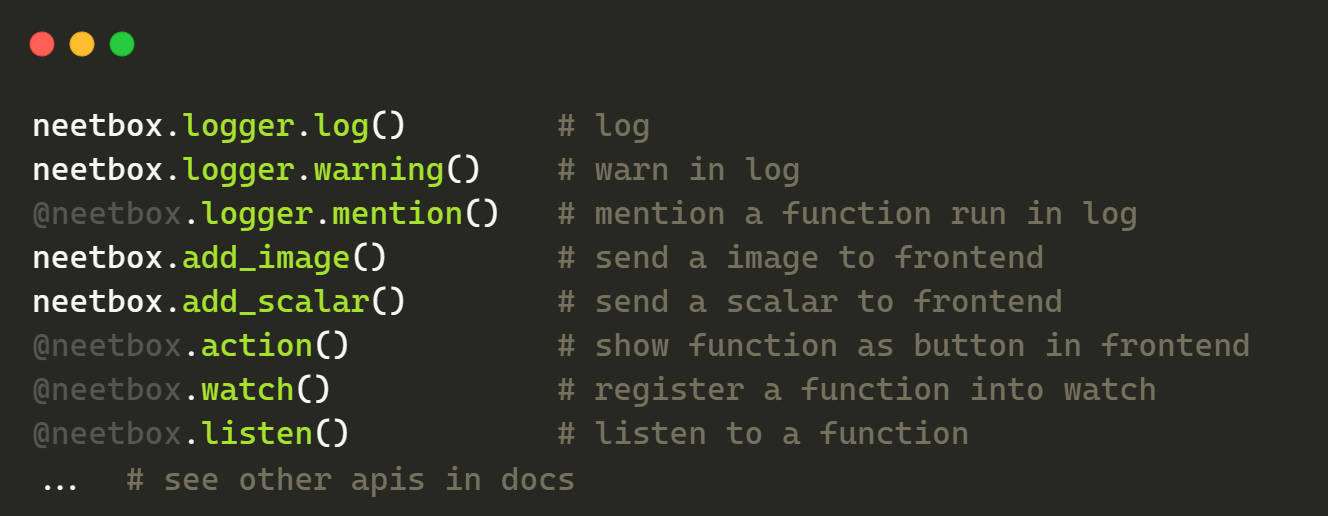 neetbox.logger.log()        # log
neetbox.logger.warning()    # warn in log
@neetbox.logger.mention()   # mention a function run in log
neetbox.add_image()         # send a image to frontend
neetbox.add_scalar()        # send a scalar to frontend
@neetbox.action()           # show function as button in frontend
@neetbox.watch()            # register a function into watch
@neetbox.listen()           # listen to a function
...  # see other apis in docs